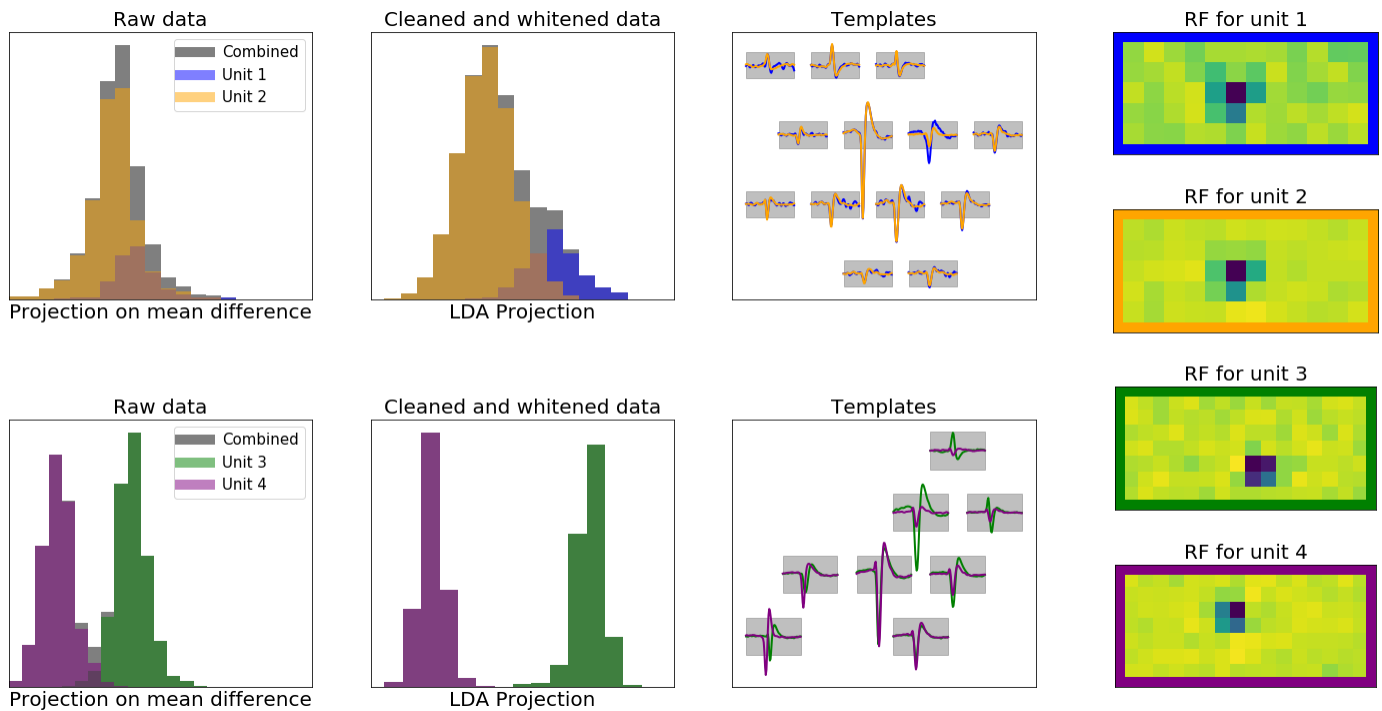 Raw data
Cleaned and whitened data
Templates
RF for unit 1
Combined
Unit 1
Unit 2
Projection on mean difference
LDA Projection
RF for unit 2
RF for unit 3
Raw data
Cleaned and whitened data
Templates
Combined
Unit 3
Unit 4
RF for unit 4
Projection on mean difference
LDA Projection